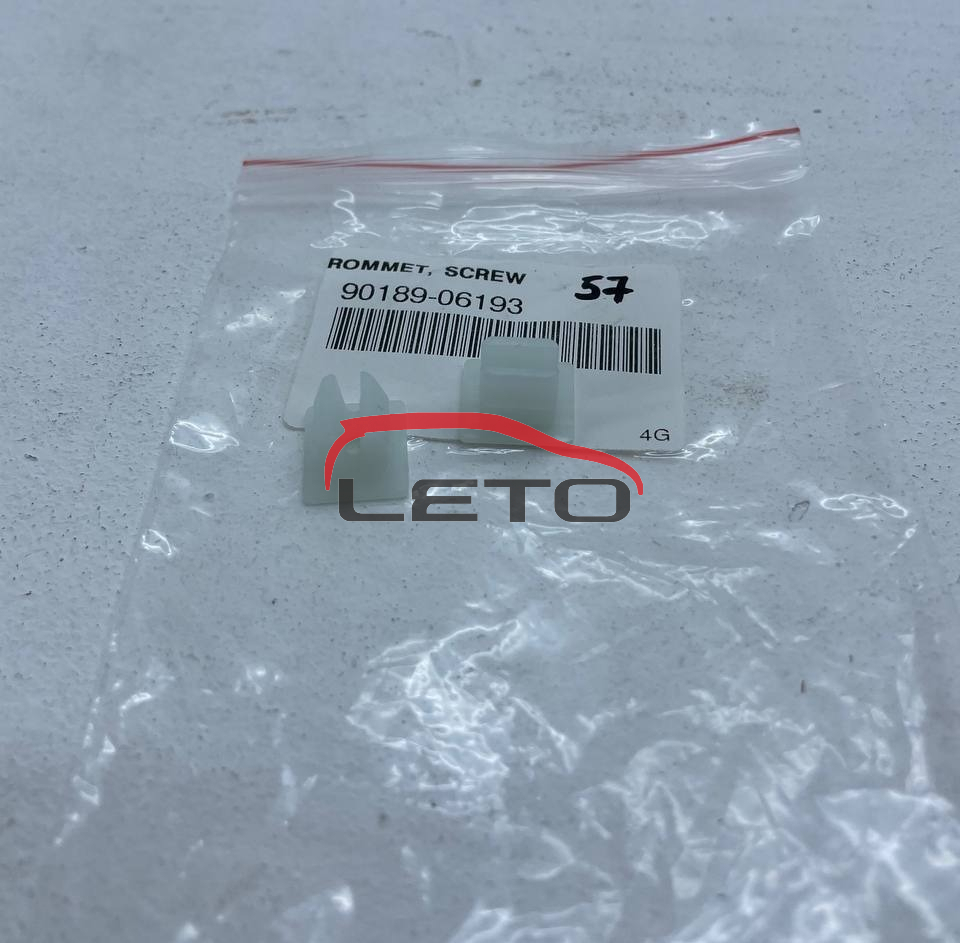 ROMMET, SCREW
57
90189-06193
4G
LETO